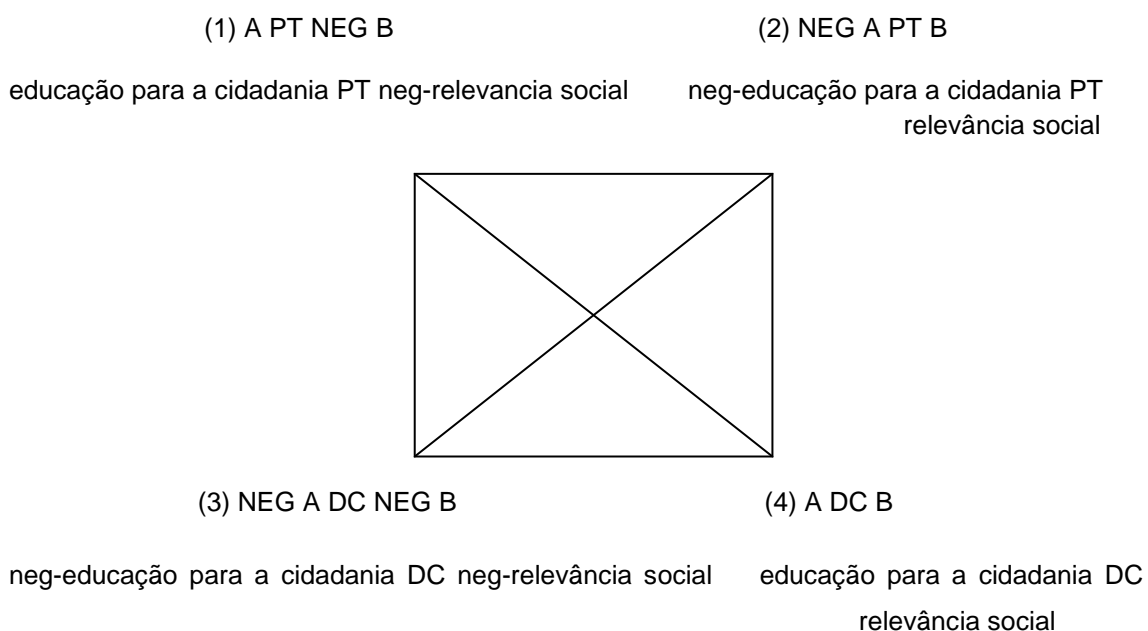 (1) A PT NEG B
(2) NEG A PT B
educação para a cidadania PT neg-relevancia social
neg-educação para a cidadania PT
relevância social
(3) NEG A DC NEG B
(4) A DC B
neg-educação para a cidadania DC neg-relevância social
educação para a cidadania DC
relevância social